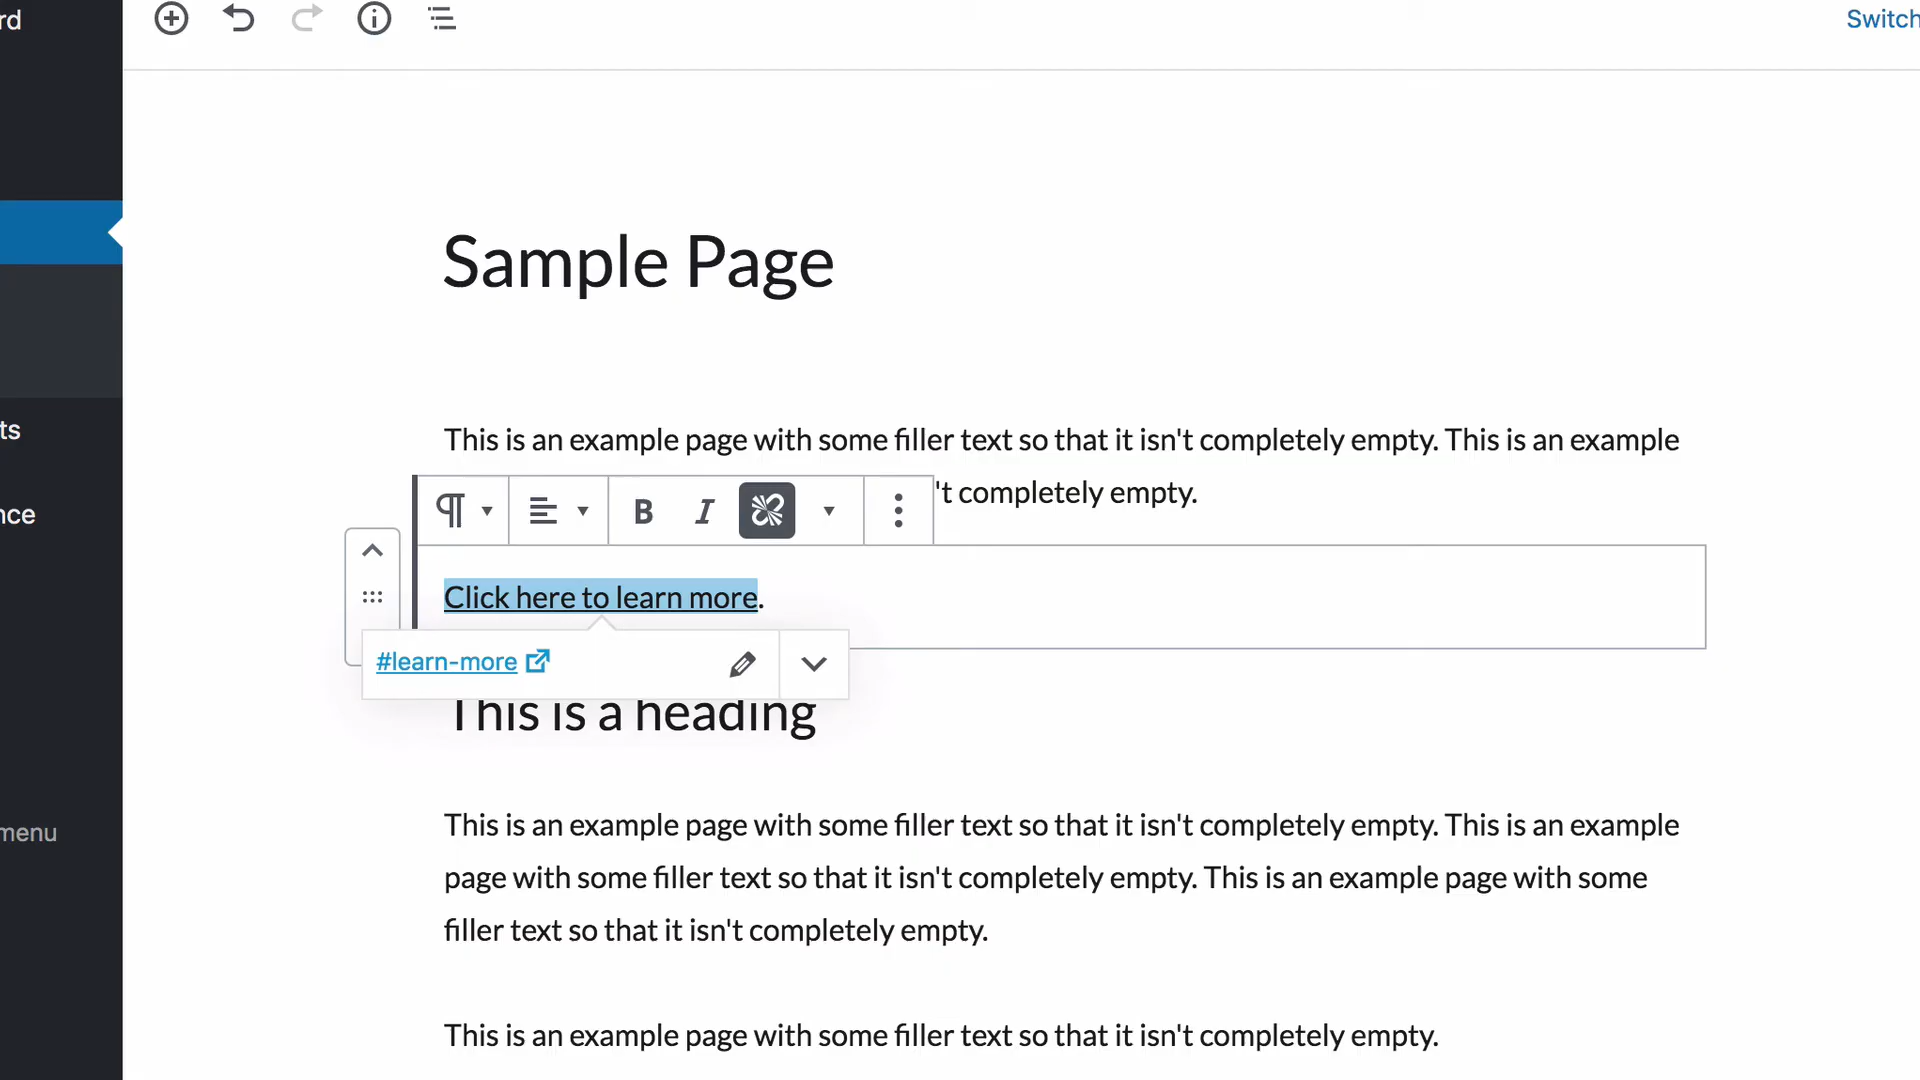 rd
Switch
ts
nce
menu
Sample Page
This is an example page with some filler text so that it isn't completely empty. This is an example
't completely empty.
B I
Click here to learn more.
#learn-more
This is a heading
This is an example page with some filler text so that it isn't completely empty. This is an example
page with some filler text so that it isn't completely empty. This is an example page with some
filler text so that it isn't completely empty.
This is an example page with some filler text so that it isn't completely empty.